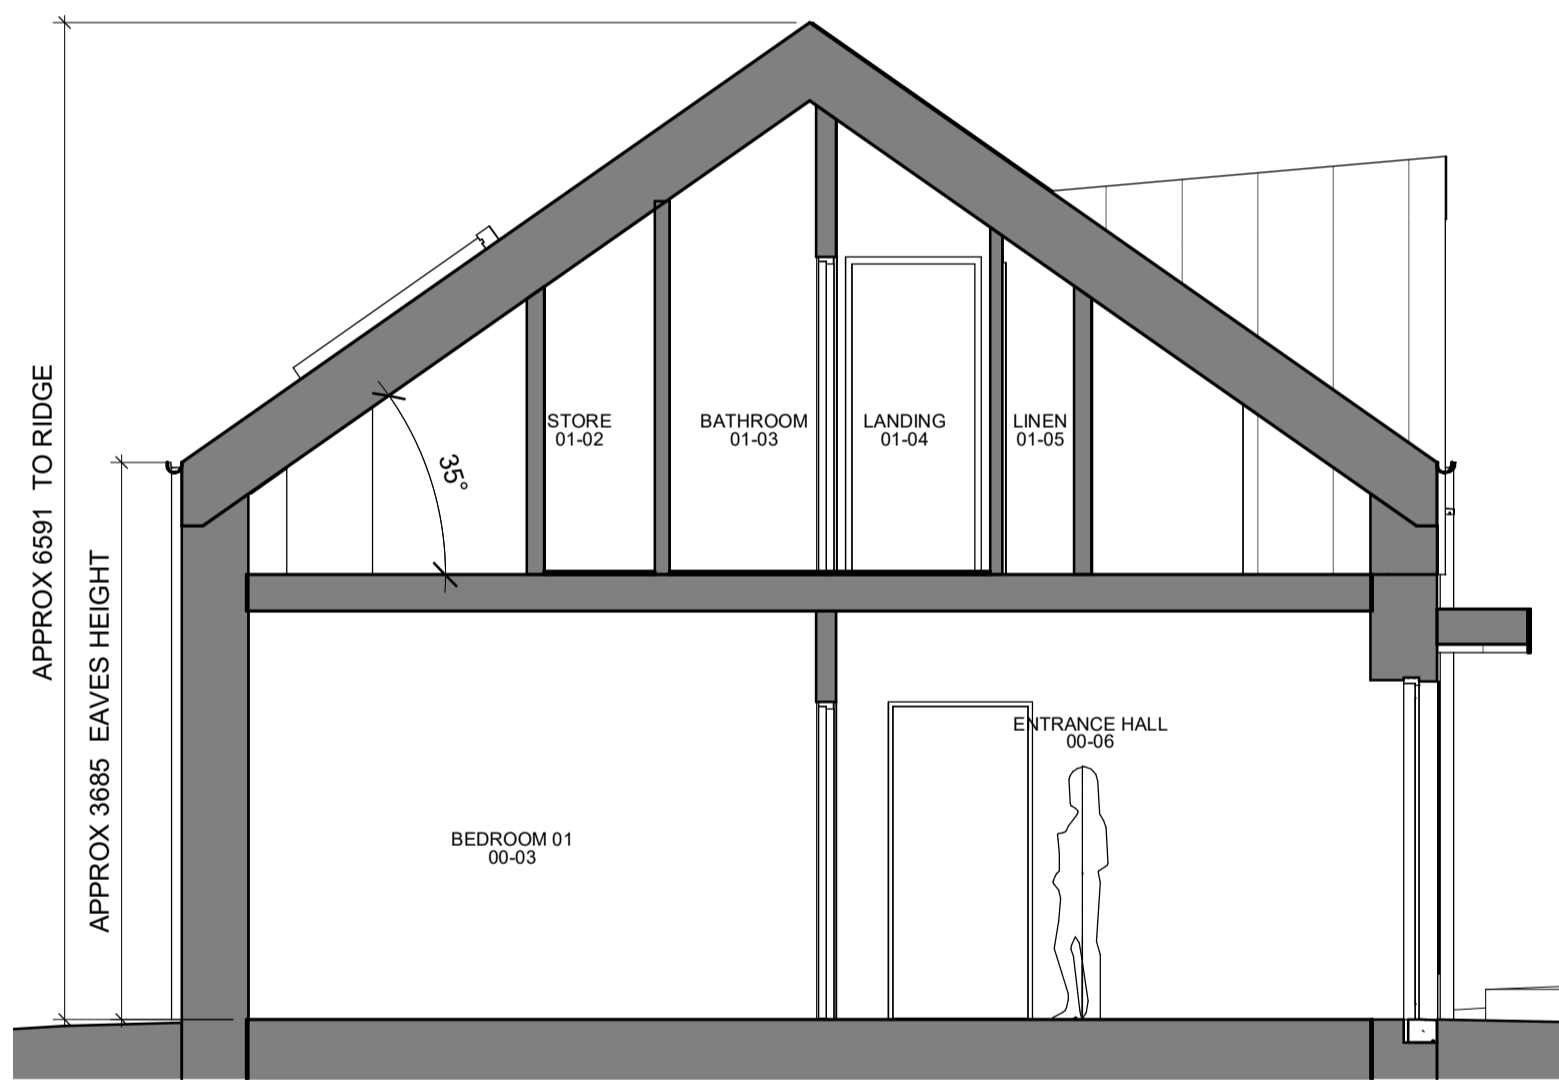 APPROX 6591 TO RIDGE
APPROX 3685 EAVES HEIGHT
35°
STORE
01-02
BATHROOM
01-03
LANDING
01-04
LINEN
01-05
ENTRANCE HALL
00-06
BEDROOM 01
00-03